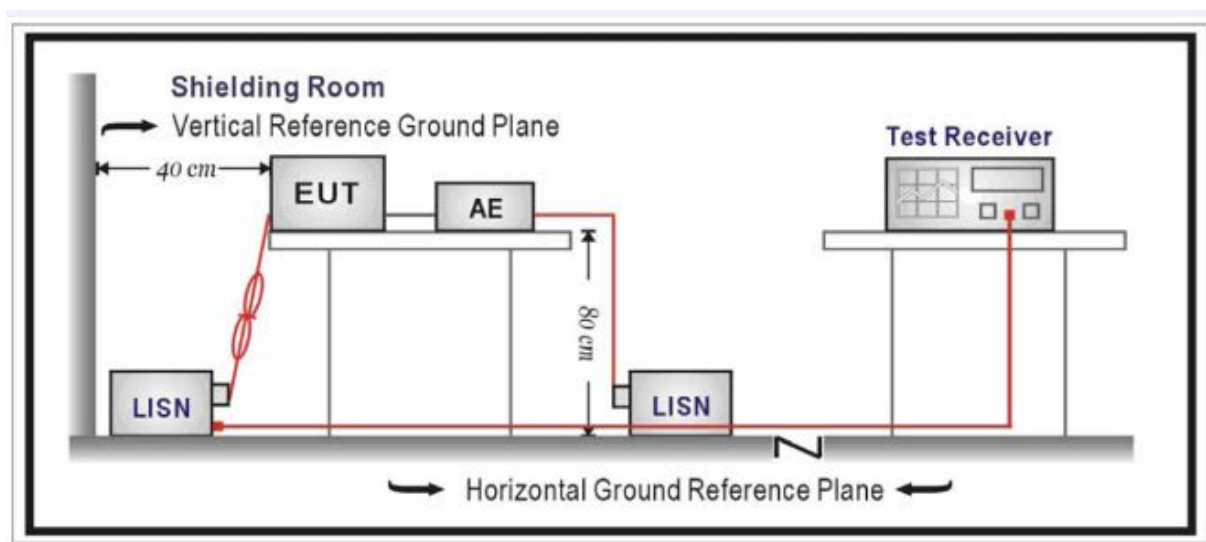 Shielding Room
Vertical Reference Ground Plane
40 cm
EUT
AE
Test Receiver
80 cm
LISN
LISN
Horizontal Ground Reference Plane